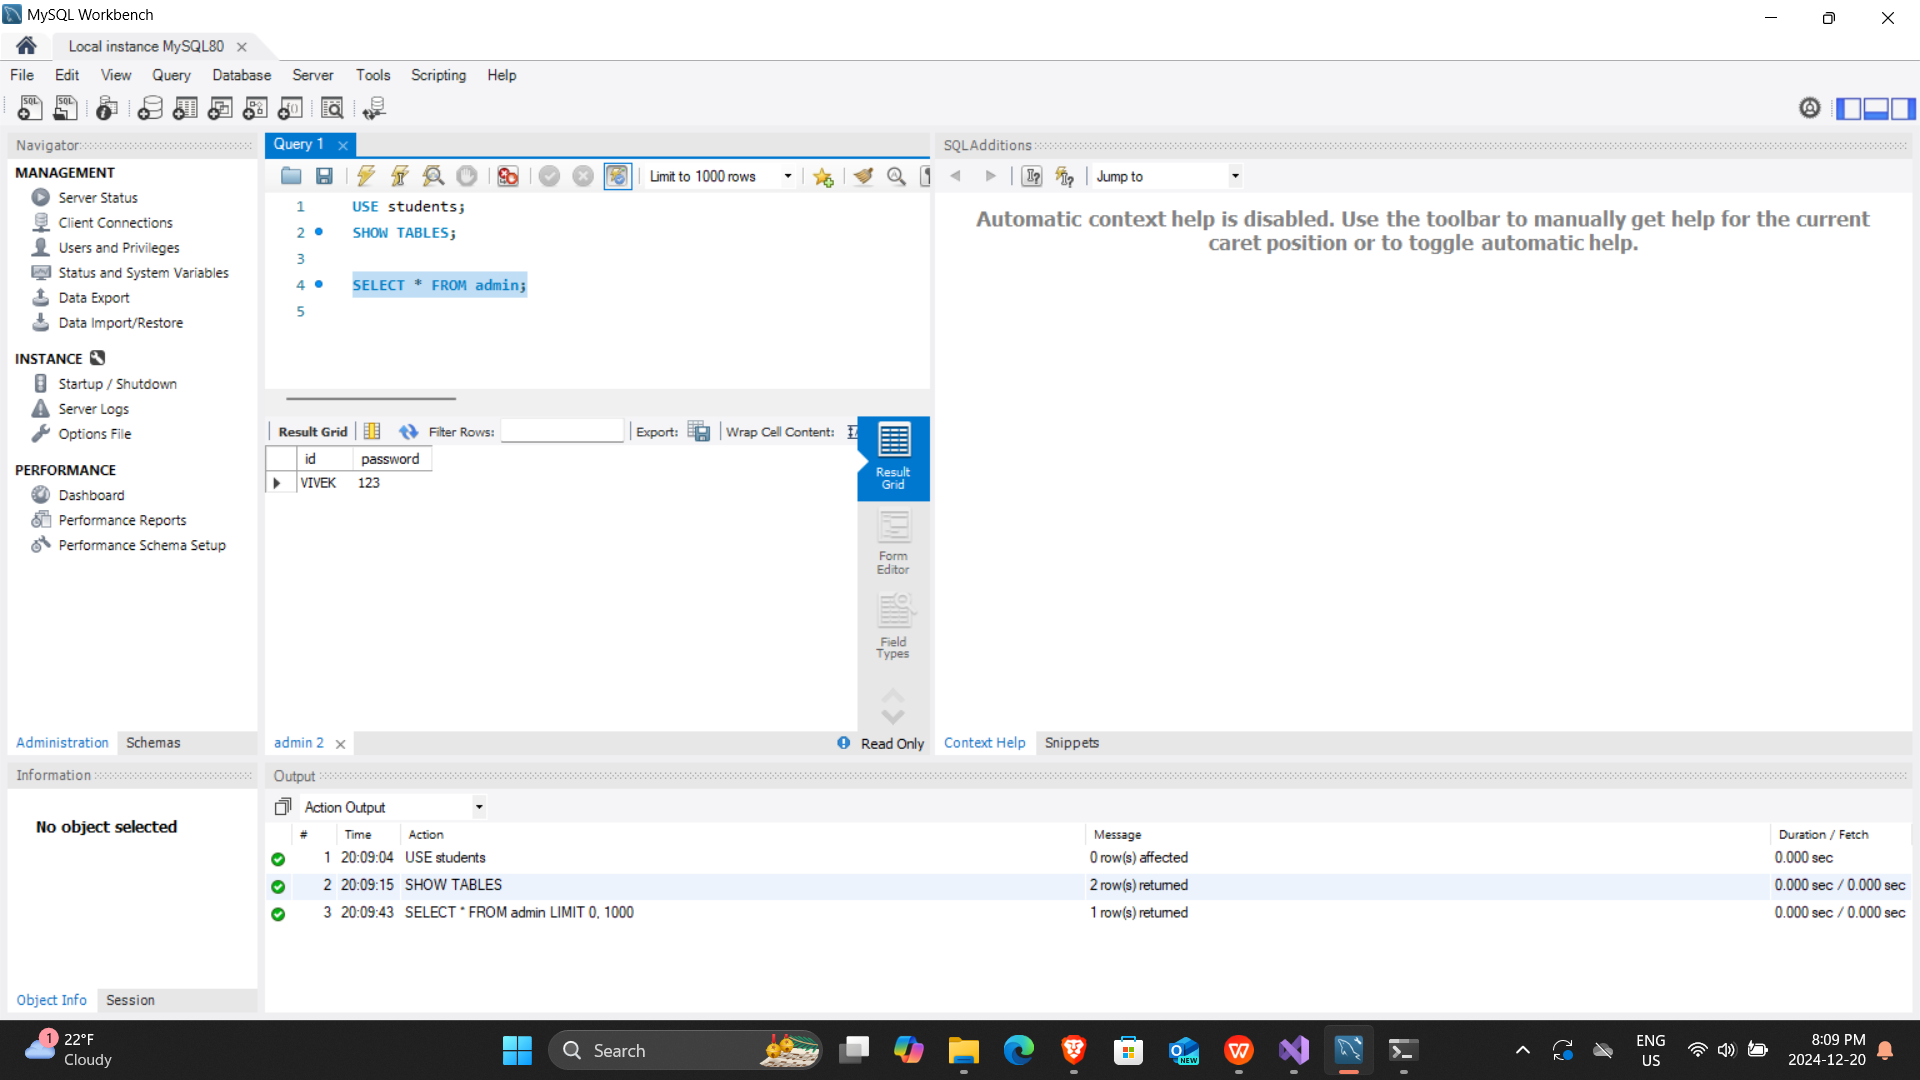 MySQL Workbench
Local instance MySQL80
File Edit View Query Database Server Tools Scripting Help
Navigator
MANAGEMENT
Server Status
Client Connections
Users and Privileges
Status and System Variables
Data Export
Data Import/Restore
INSTANCE
Startup / Shutdown
Server Logs
Options File
PERFORMANCE
Dashboard
Performance Reports
Performance Schema Setup
Administration Schemas
Query 1
Limit to 1000 rows
1 USE students;
2 SHOW TABLES;
3
4 SELECT * FROM admin;
5
Result Grid Filter Rows: Export: Wrap Cell Content:
id password
VIVEK 123
Result
Grid
Form
Editor
Field
Types
admin 2
Read Only
SQLAdditions
Jump to
Automatic context help is disabled. Use the toolbar to manually get help for the current
caret position or to toggle automatic help.
Context Help Snippets
Information
No object selected
Object Info Session
Output
Action Output
# Time Action Message Duration / Fetch
1 20:09:04 USE students 0 row(s) affected 0.000 sec
2 20:09:15 SHOW TABLES 2 row(s) returned 0.000 sec / 0.000 sec
3 20:09:43 SELECT * FROM admin LIMIT 0, 1000 1 row(s) returned 0.000 sec / 0.000 sec
1
22°F
Cloudy
Search
NEW
ENG
US
8:09 PM
2024-12-20